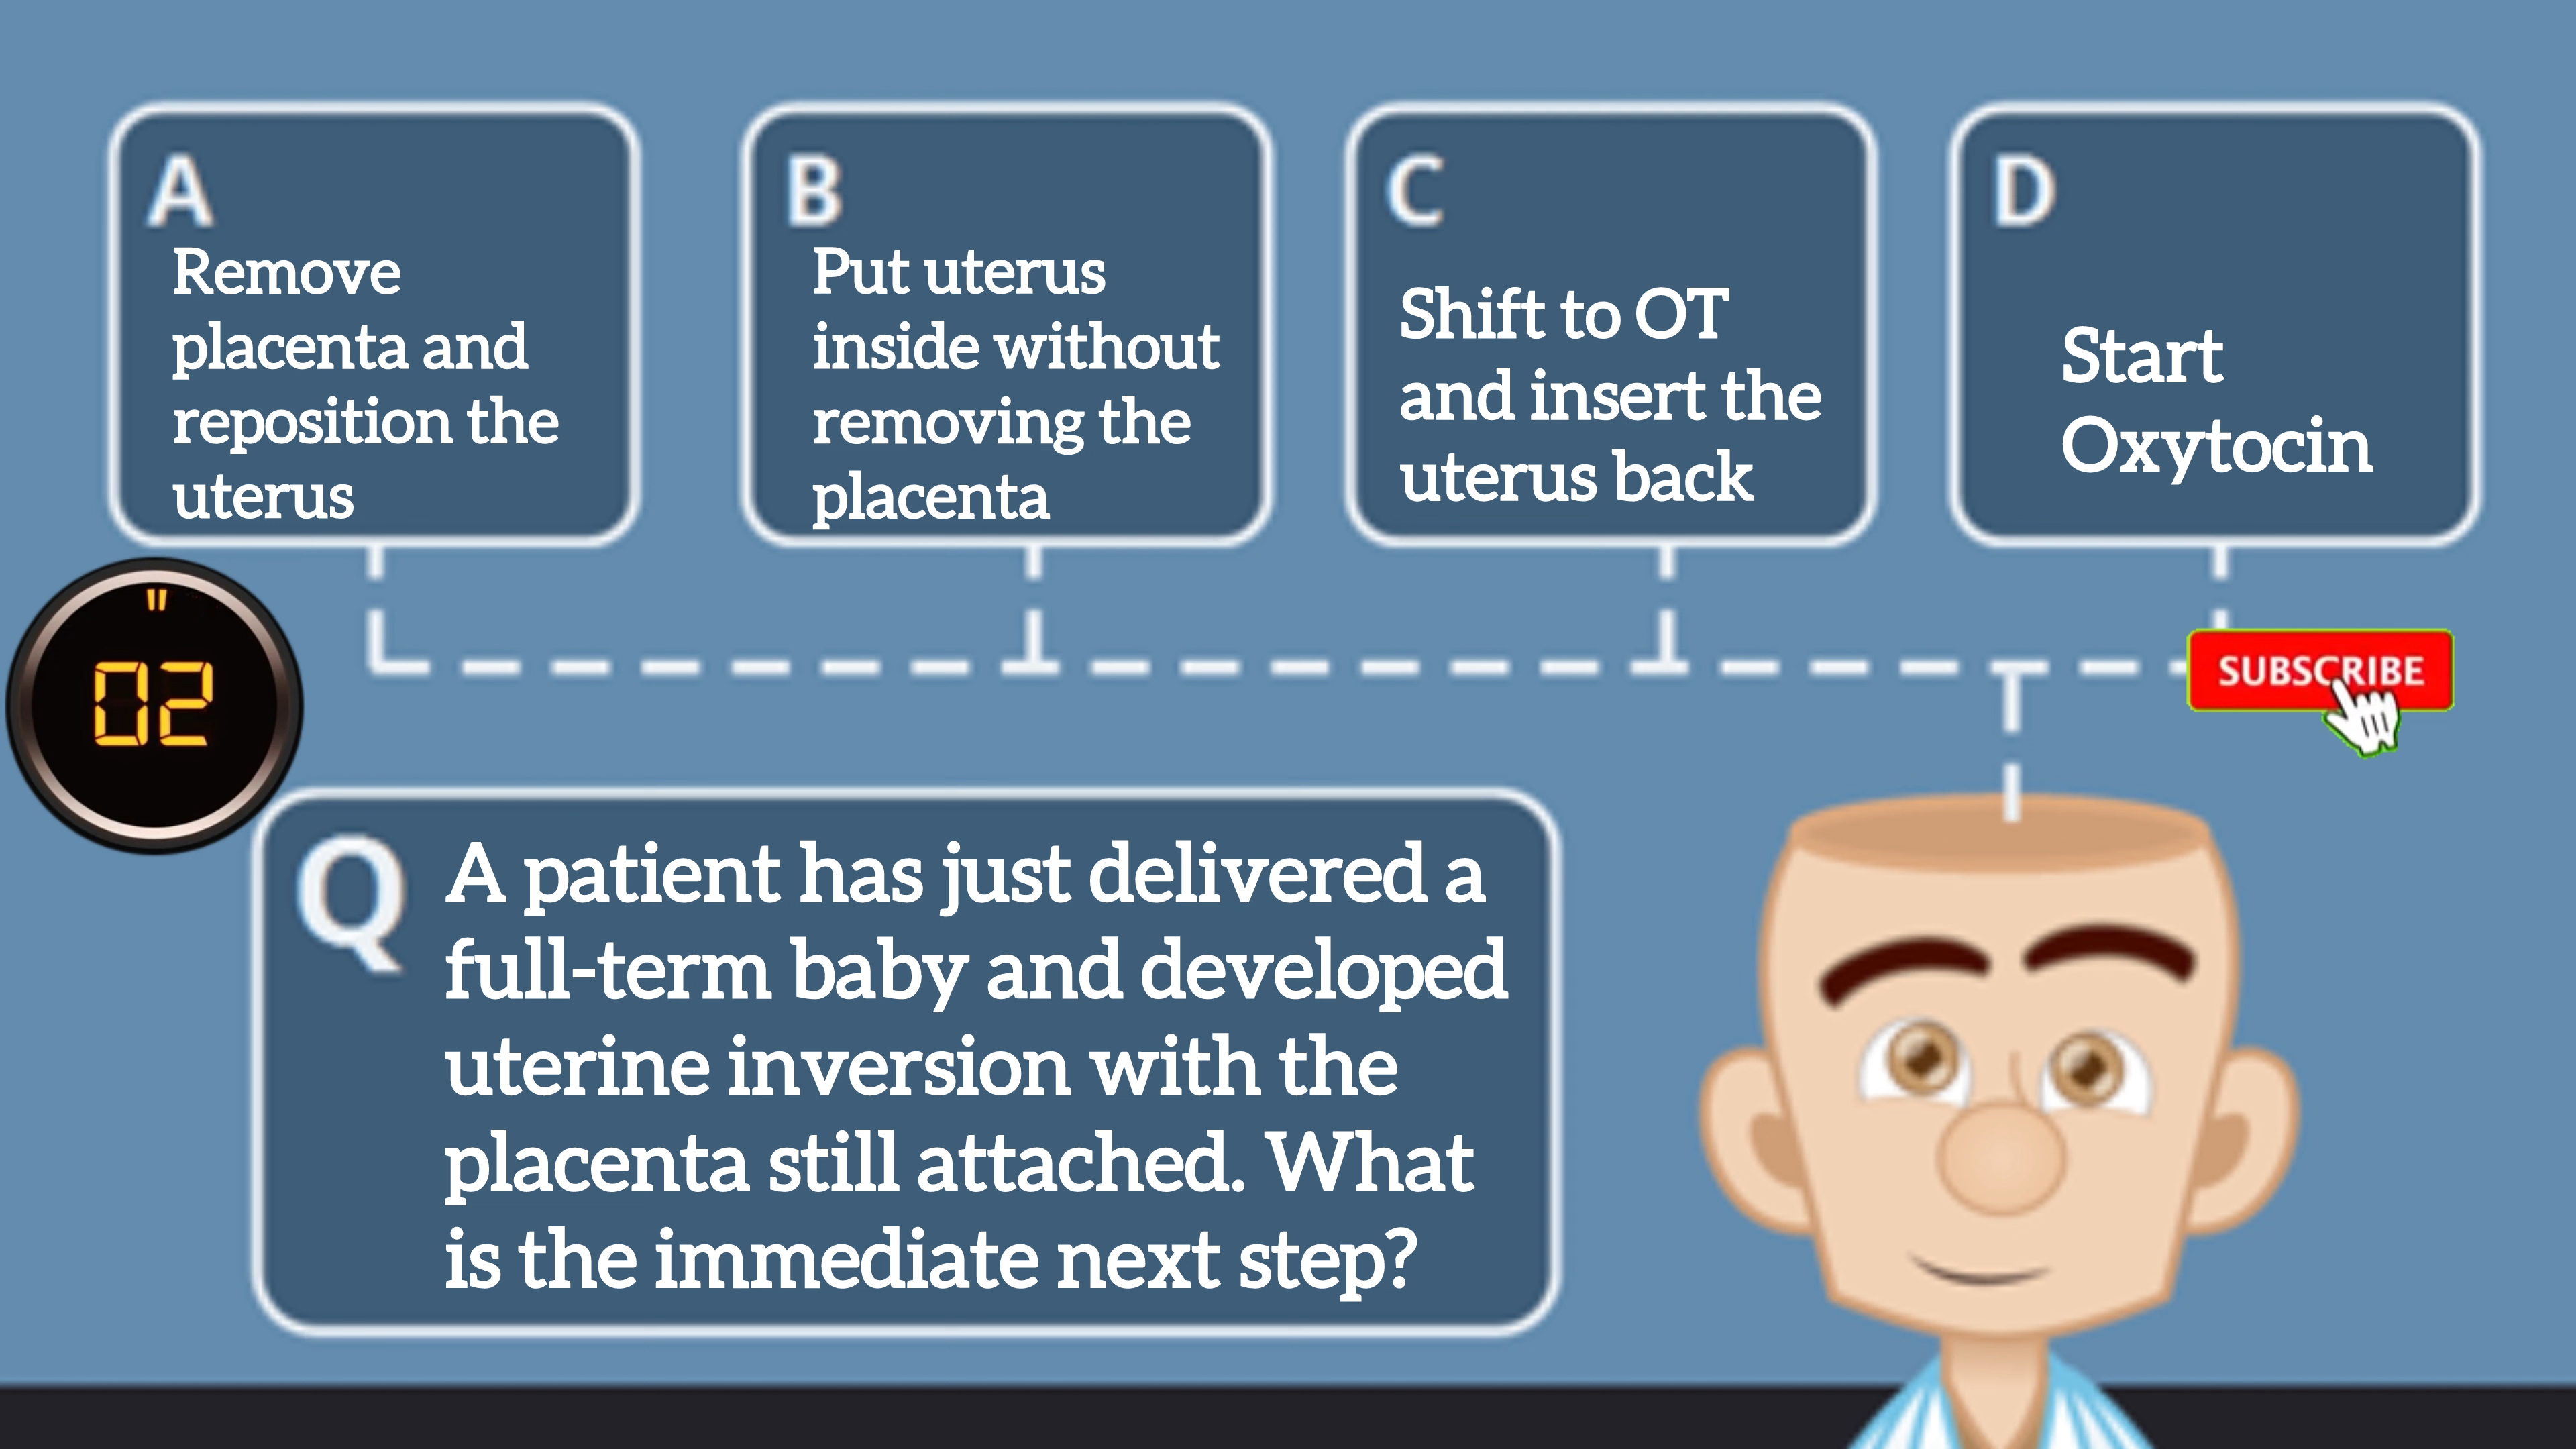 A
Remove
placenta and
reposition the
uterus
B
Put uterus
inside without
removing the
placenta
C
Shift to OT
and insert the
uterus back
D
Start
Oxytocin
"
02
SUBSCRIBE
Q
A patient has just delivered a
full-term baby and developed
uterine inversion with the
placenta still attached. What
is the immediate next step?